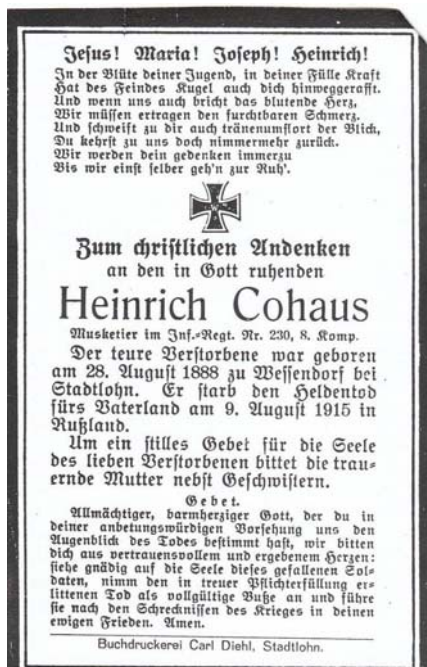 Jesus! Maria! Joseph! Heinrich!
In der Blüte deiner Jugend, in deiner Fülle Kraft
Hat des Feindes Kugel auch dich hinweggerafft.
Und wenn uns auch bricht das blutende Herz,
Wir müssen ertragen den furchtbaren Schmerz.
Und schweift zu dir auch tränenumflort der Blick,
Du kehrst zu uns doch nimmermehr zurück.
Wir werden dein gedenken immerzu
Bis wir einst selber geh'n zur Ruh'.
W
Zum christlichen Andenken
an den in Gott ruhenden
Heinrich Cohaus
Musketier im Inf.-Regt. Nr. 230, 8. Komp.
Der teure Verstorbene war geboren
am 28. August 1888 zu Wessendorf bei
Stadtlohn. Er starb den Heldentod
fürs Vaterland am 9. August 1915 in
Rußland.
Um ein stilles Gebet für die Seele
des lieben Verstorbenen bittet die trau-
ernde Mutter nebst Geschwistern.
Gebet.
Allmächtiger, barmherziger Gott, der du in
deiner anbetungswürdigen Vorsehung uns den
Augenblick des Todes bestimmt hast, wir bitten
dich aus vertrauensvollem und ergebenem Herzen:
siehe gnädig auf die Seele dieses gefallenen Sol-
daten, nimm den in treuer Pflichterfüllung er-
littenen Tod als vollgültige Buße an und führe
sie nach den Schrecknissen des Krieges in deinen
ewigen Frieden. Amen.
Buchdruckerei Carl Diehl, Stadtlohn.